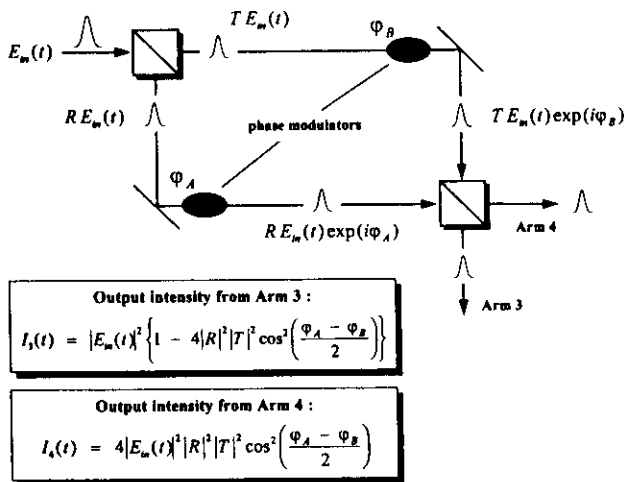 E_in(t)
T E_in(t)
φ_B
R E_in(t)
phase modulators
T E_in(t) exp(iφ_B)
φ_A
R E_in(t) exp(iφ_A)
Arm 4
Arm 3
Output intensity from Arm 3 :
I_3(t) = |E_in(t)|^2 {1 - 4|R|^2 |T|^2 cos^2((φ_A - φ_B)/2)}
Output intensity from Arm 4 :
I_4(t) = 4|E_in(t)|^2 |R|^2 |T|^2 cos^2((φ_A - φ_B)/2)